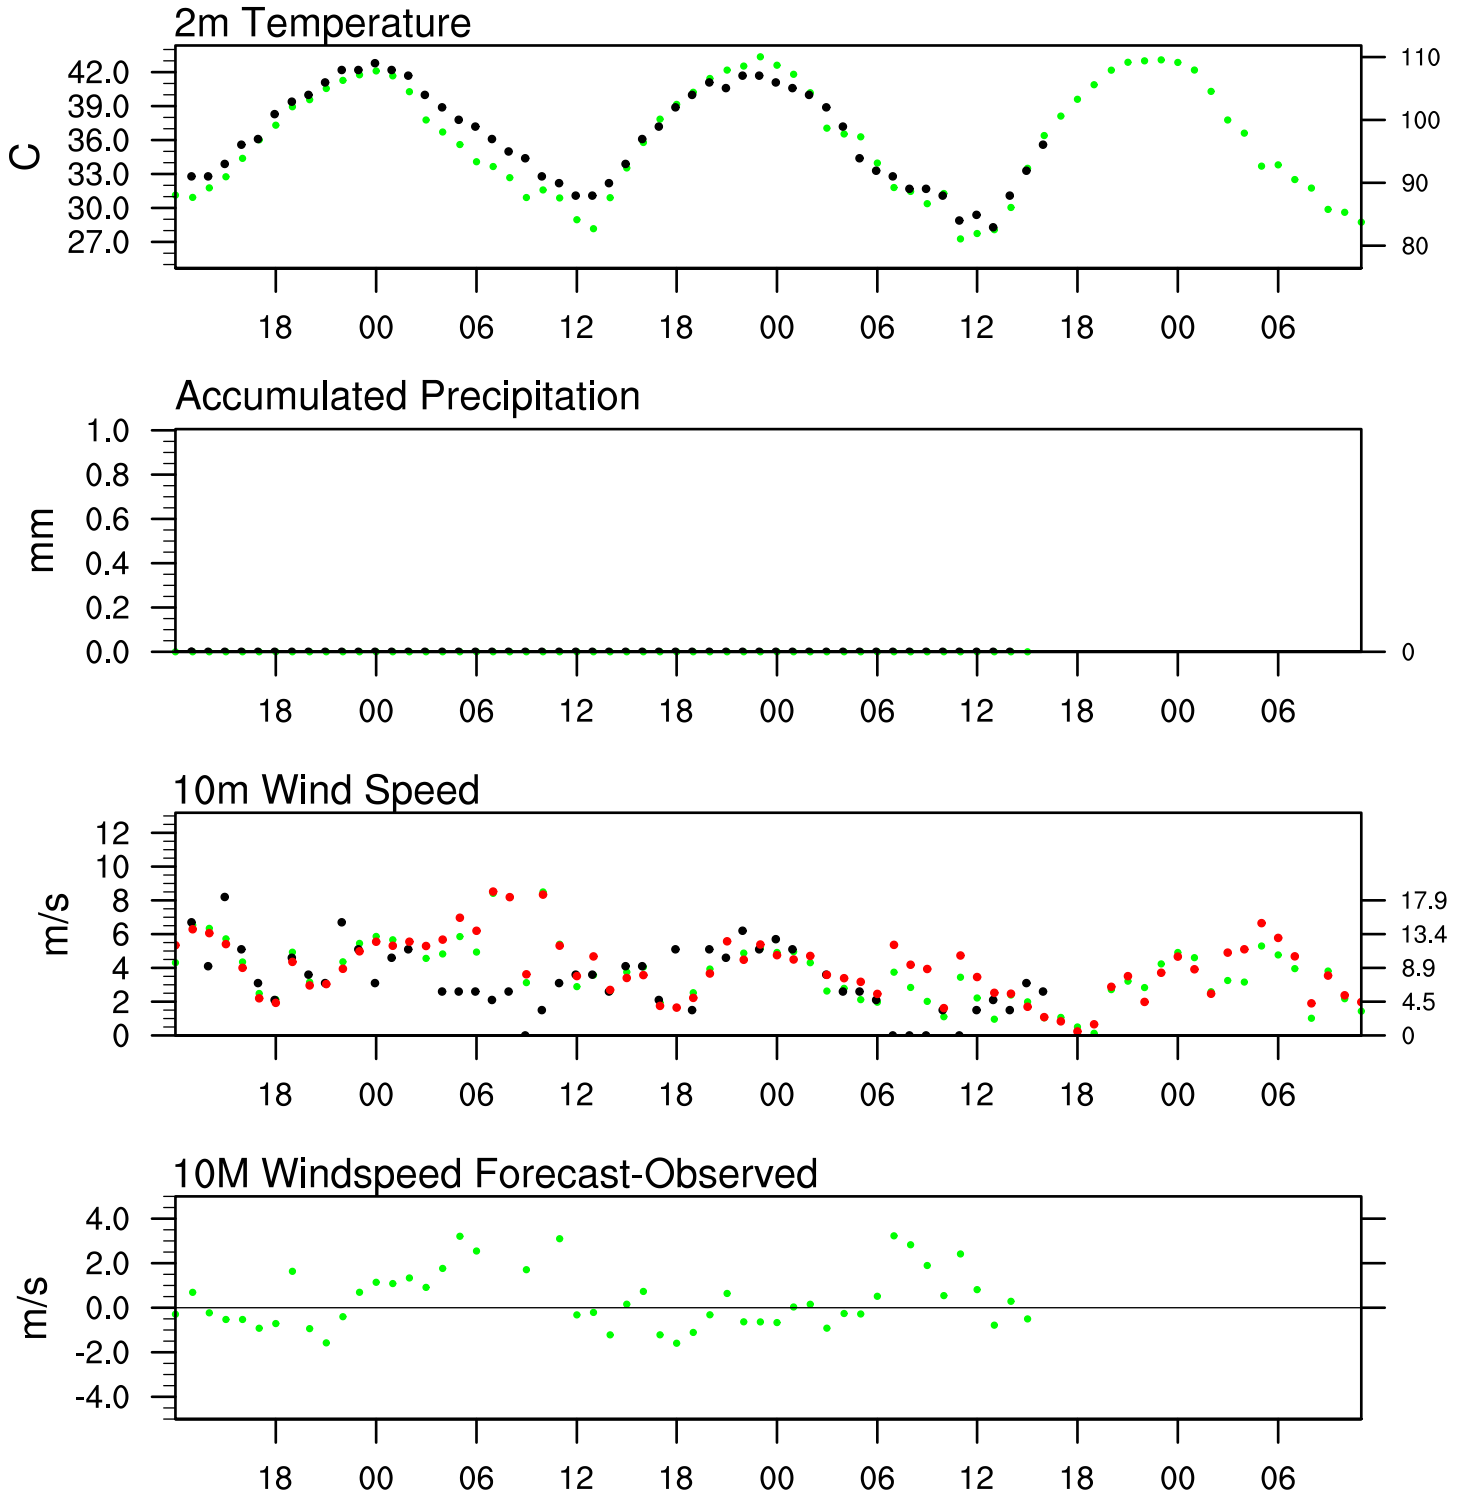 2m Temperature
42.0 110
39.0
36.0 100
33.0
30.0 90
27.0 80
C
18 00 06 12 18 00 06 12 18 00 06
Accumulated Precipitation
1.0
0.8
0.6
0.4
0.2
0.0 0
mm
18 00 06 12 18 00 06 12 18 00 06
10m Wind Speed
12
10
8 17.9
6 13.4
4 8.9
2 4.5
0 0
m/s
18 00 06 12 18 00 06 12 18 00 06
10M Windspeed Forecast-Observed
4.0
2.0
0.0
-2.0
-4.0
m/s
18 00 06 12 18 00 06 12 18 00 06